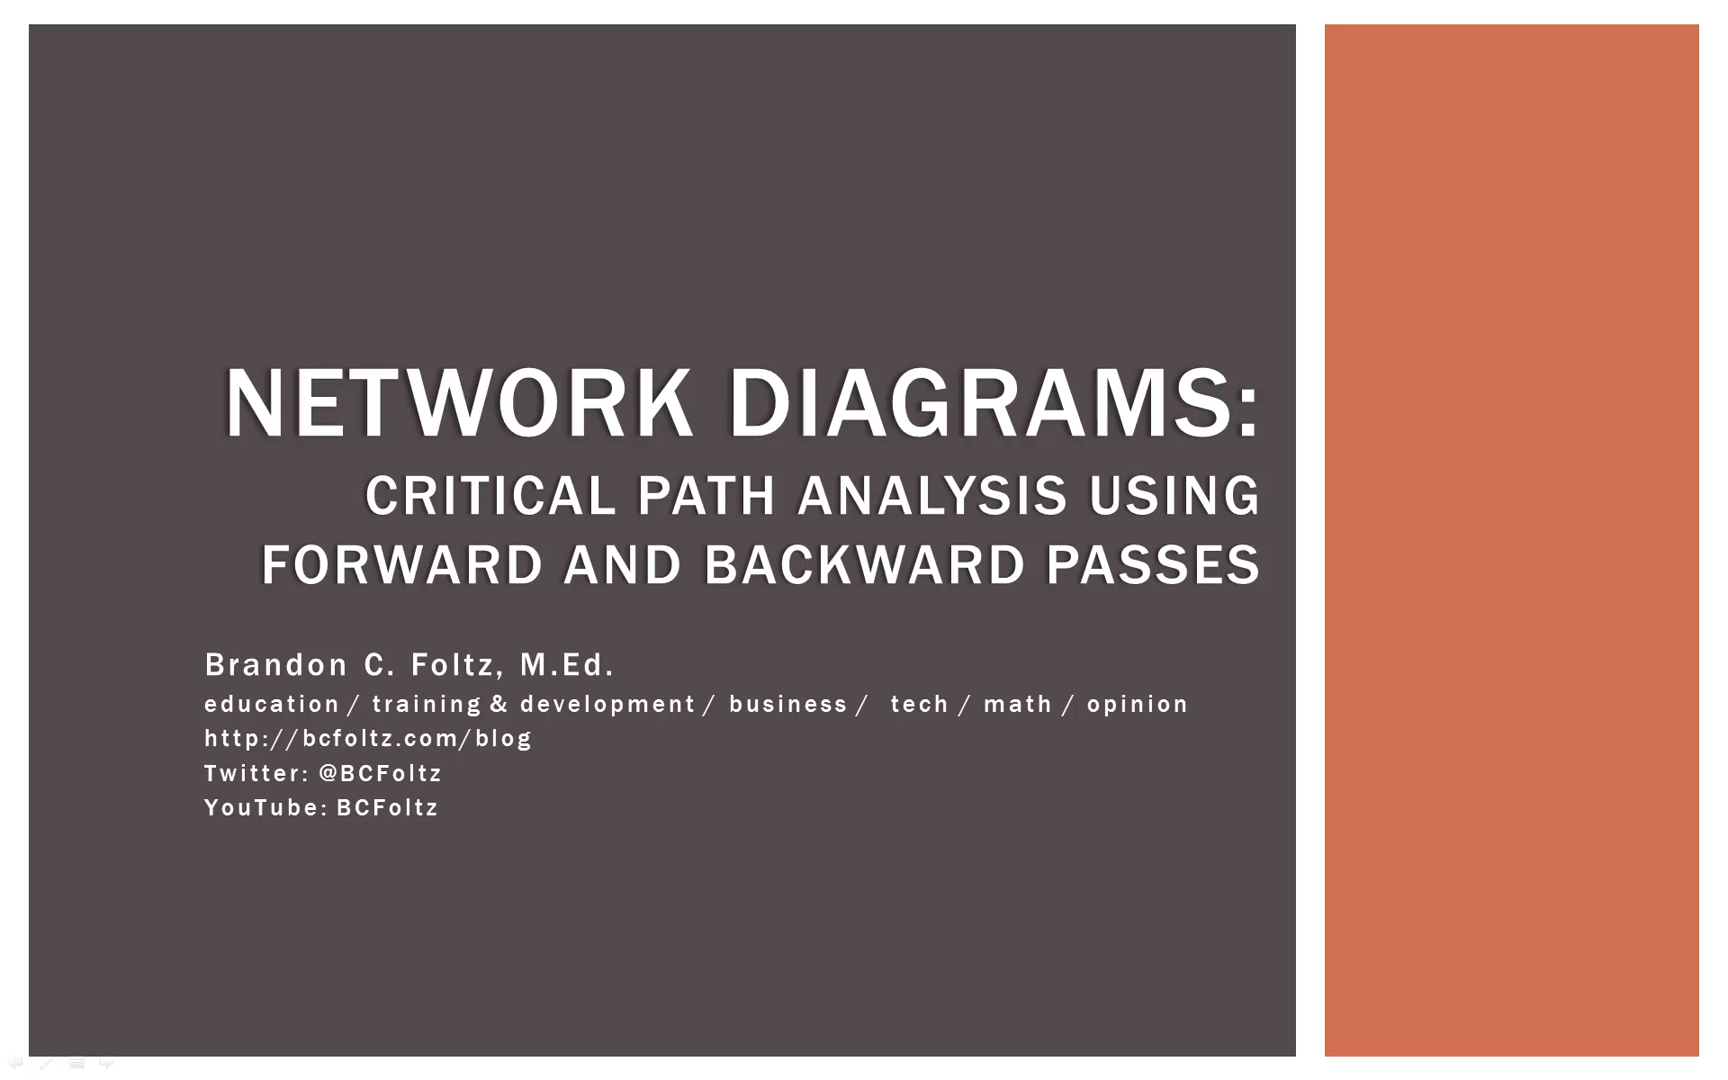 NETWORK DIAGRAMS:
CRITICAL PATH ANALYSIS USING
FORWARD AND BACKWARD PASSES
Brandon C. Foltz, M.Ed.
education / training & development / business / tech / math / opinion
http://bcfoltz.com/blog
Twitter: @BCFoltz
YouTube: BCFoltz